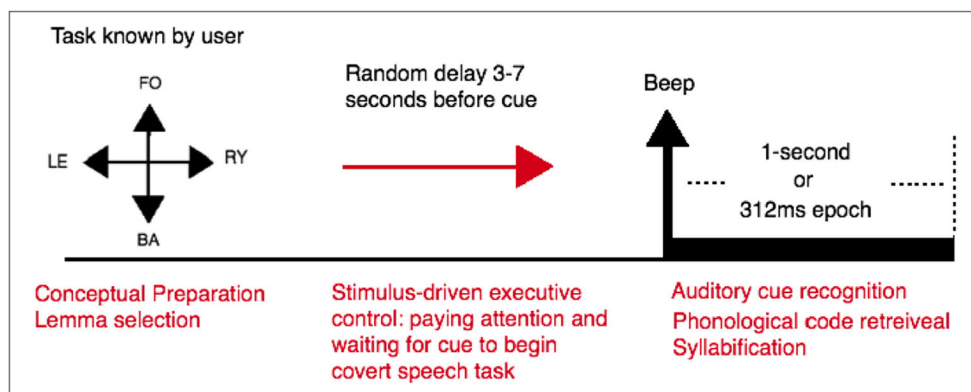 Task known by user
FO
LE
RY
BA
Random delay 3-7
seconds before cue
Beep
1-second
or
312ms epoch
Conceptual Preparation
Lemma selection
Stimulus-driven executive
control: paying attention and
waiting for cue to begin
covert speech task
Auditory cue recognition
Phonological code retreiveal
Syllabification